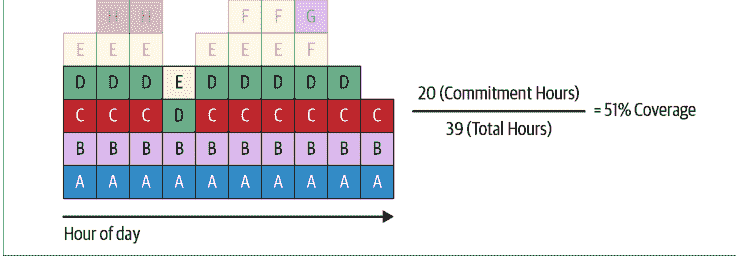 H H F F G
E E E E E E F
D D D E D D D D D
C C C D C C C C C C
B B B B B B B B B B
A A A A A A A A A A
20 (Commitment Hours)
39 (Total Hours)
= 51% Coverage
Hour of day